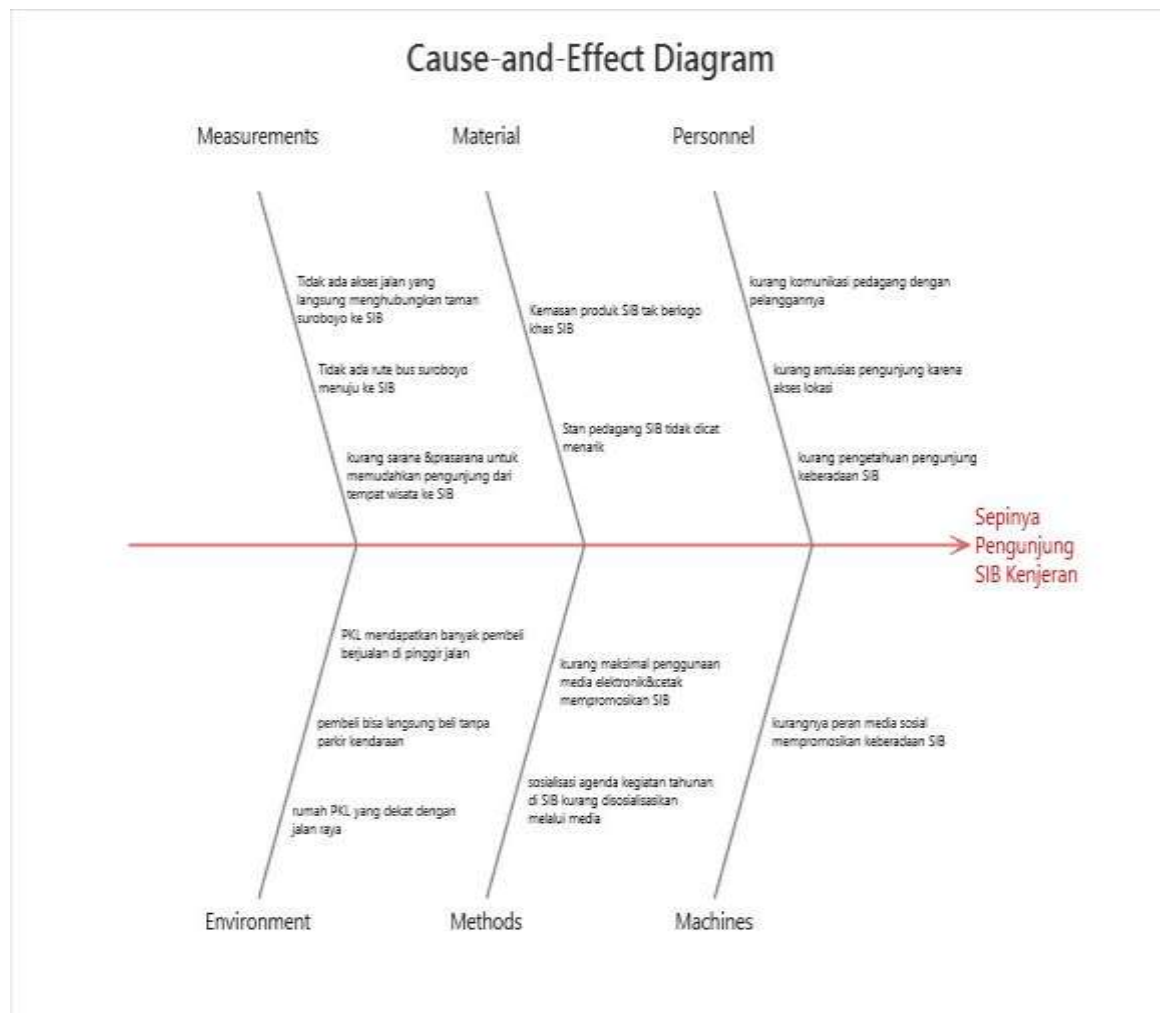 Cause-and-Effect Diagram
Measurements
Material
Personnel
Tidak ada akses jalan yang
langsung menghubungkan taman
suroboyo ke SIB
Tidak ada rute bus suroboyo
menuju ke SIB
kurang sarana &prasarana untuk
memudahkan pengunjung dari
tempat wisata ke SIB
Kemasan produk SIB tak berlogo
khas SIB
Stan pedagang SIB tidak dicat
menarik
kurang komunikasi pedagang dengan
pelanggannya
kurang antusias pengunjung karena
akses lokasi
kurang pengetahuan pengunjung
keberadaan SIB
Sepinya
Pengunjung
SIB Kenjeran
PKL mendapatkan banyak pembeli
berjualan di pinggir jalan
pembeli bisa langsung beli tanpa
parkir kendaraan
rumah PKL yang dekat dengan
jalan raya
kurang maksimal penggunaan
media elektronik&cetak
mempromosikan SIB
sosialisasi agenda kegiatan tahunan
di SIB kurang disosialisasikan
melalui media
kurangnya peran media sosial
mempromosikan keberadaan SIB
Environment
Methods
Machines